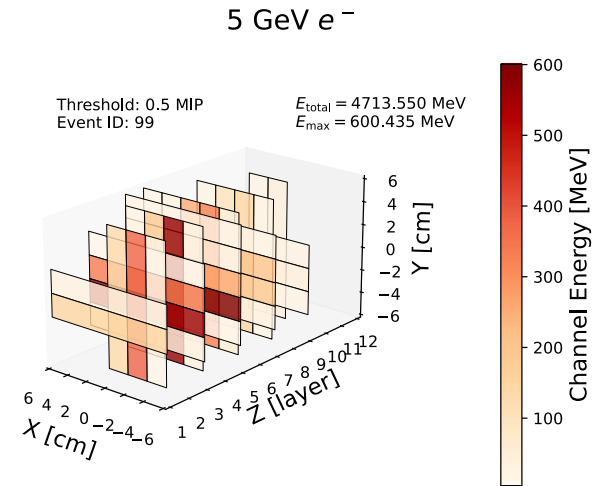 5 GeV e⁻
Threshold: 0.5 MIP
Event ID: 99
E_total = 4713.550 MeV
E_max = 600.435 MeV
6
4
2
0
−2
−4
−6
Y [cm]
6 4 2 0 −2 −4 −6
X [cm]
1 2 3 4 5 6 7 8 9 10 11 12
Z [layer]
600
500
400
300
200
100
Channel Energy [MeV]